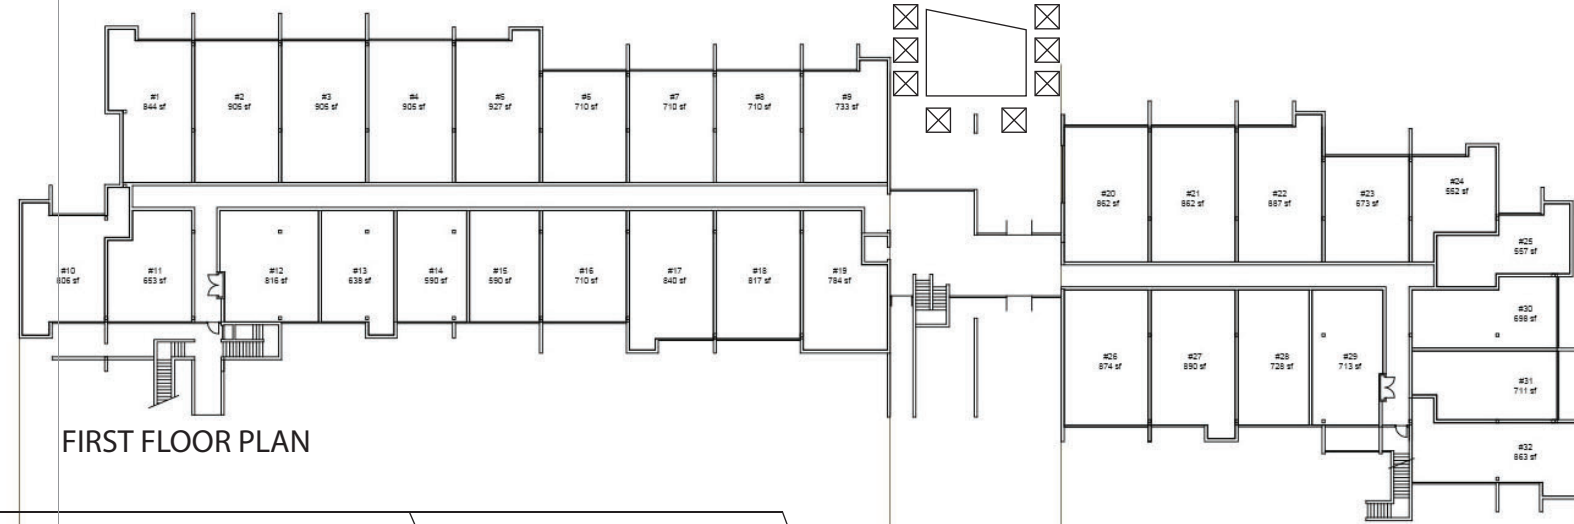 #1
844 sf
#2
905 sf
#3
905 sf
#4
905 sf
#5
927 sf
#6
710 sf
#7
710 sf
#8
710 sf
#9
733 sf
#10
606 sf
#11
653 sf
#12
816 sf
#13
638 sf
#14
590 sf
#15
590 sf
#16
710 sf
#17
840 sf
#18
817 sf
#19
784 sf
#20
862 sf
#21
862 sf
#22
887 sf
#23
673 sf
#24
552 sf
#25
557 sf
#26
874 sf
#27
890 sf
#28
728 sf
#29
713 sf
#30
698 sf
#31
711 sf
#32
863 sf
FIRST FLOOR PLAN